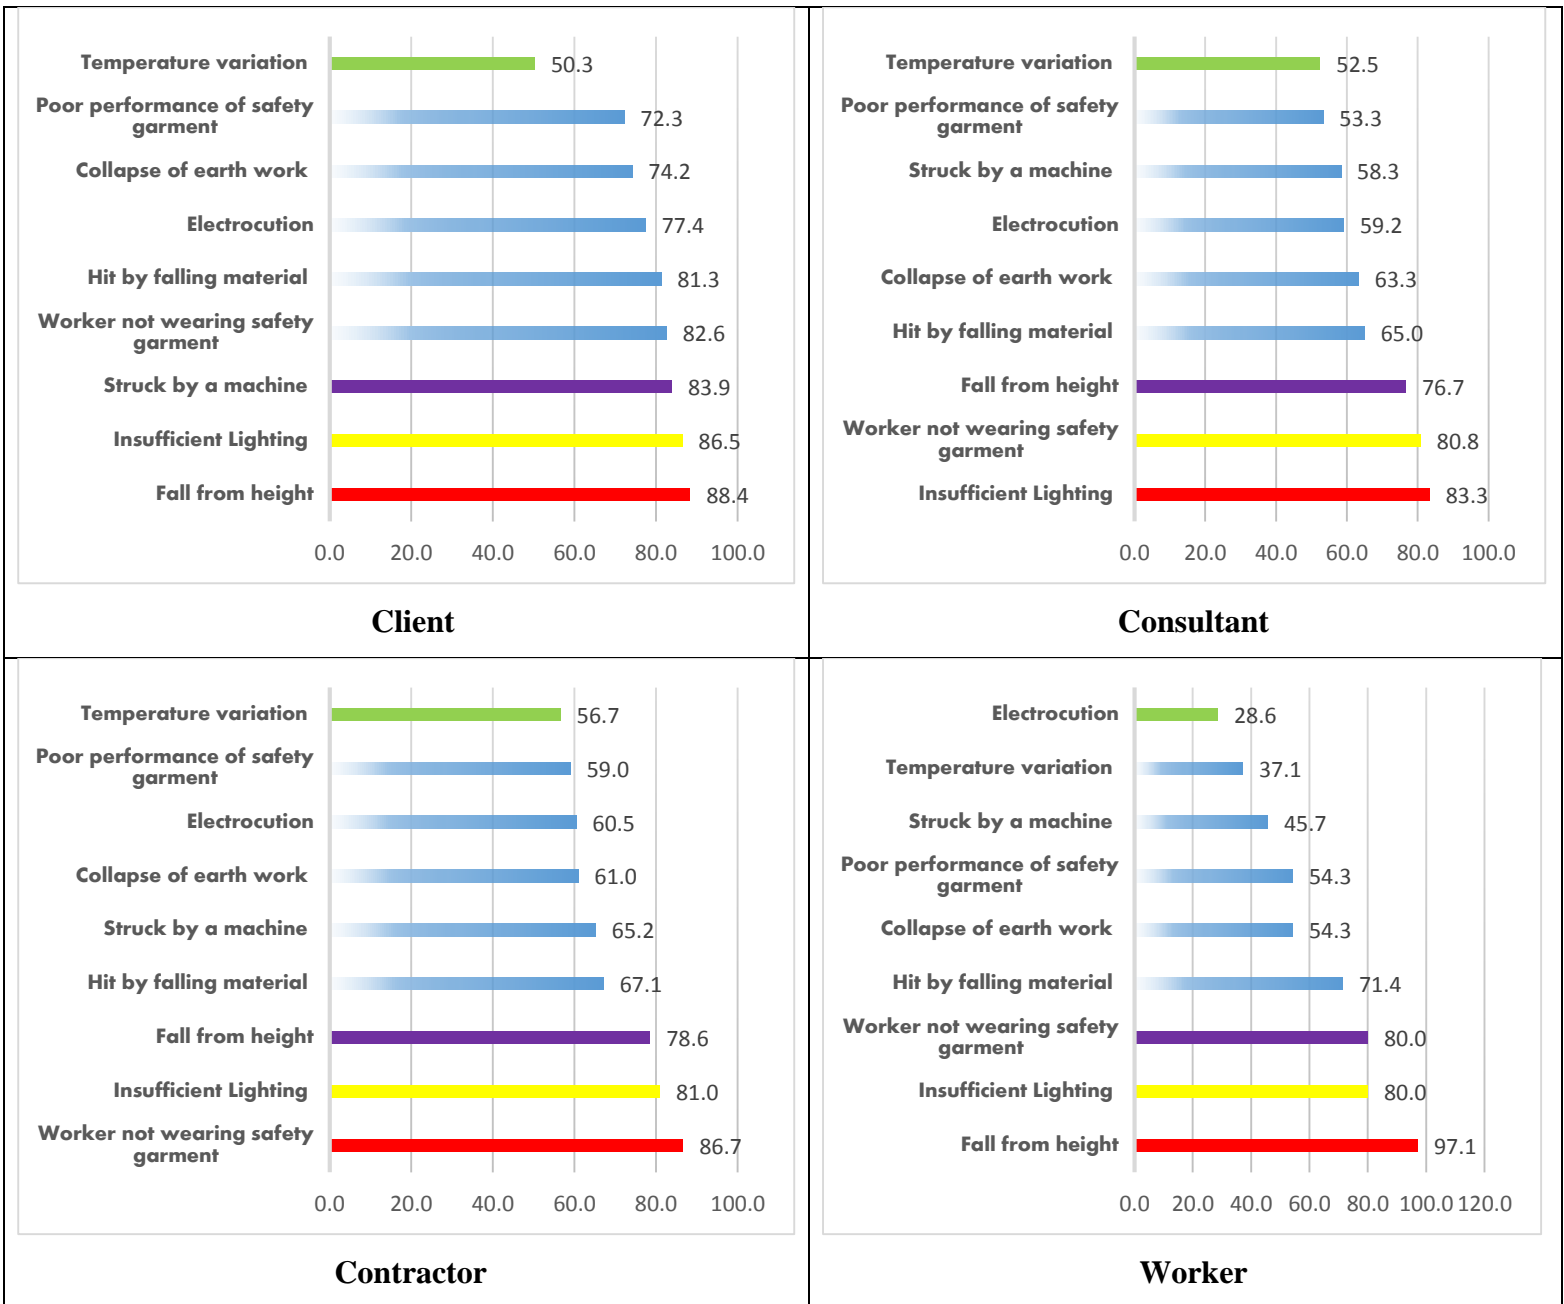 Temperature variation
50.3
Poor performance of safety
garment
72.3
Collapse of earth work
74.2
Electrocution
77.4
Hit by falling material
81.3
Worker not wearing safety
garment
82.6
Struck by a machine
83.9
Insufficient Lighting
86.5
Fall from height
88.4
0.0 20.0 40.0 60.0 80.0 100.0
Client
Temperature variation
52.5
Poor performance of safety
garment
53.3
Struck by a machine
58.3
Electrocution
59.2
Collapse of earth work
63.3
Hit by falling material
65.0
Fall from height
76.7
Worker not wearing safety
garment
80.8
Insufficient Lighting
83.3
0.0 20.0 40.0 60.0 80.0 100.0
Consultant
Temperature variation
56.7
Poor performance of safety
garment
59.0
Electrocution
60.5
Collapse of earth work
61.0
Struck by a machine
65.2
Hit by falling material
67.1
Fall from height
78.6
Insufficient Lighting
81.0
Worker not wearing safety
garment
86.7
0.0 20.0 40.0 60.0 80.0 100.0
Contractor
Electrocution
28.6
Temperature variation
37.1
Struck by a machine
45.7
Poor performance of safety
garment
54.3
Collapse of earth work
54.3
Hit by falling material
71.4
Worker not wearing safety
garment
80.0
Insufficient Lighting
80.0
Fall from height
97.1
0.0 20.0 40.0 60.0 80.0 100.0 120.0
Worker